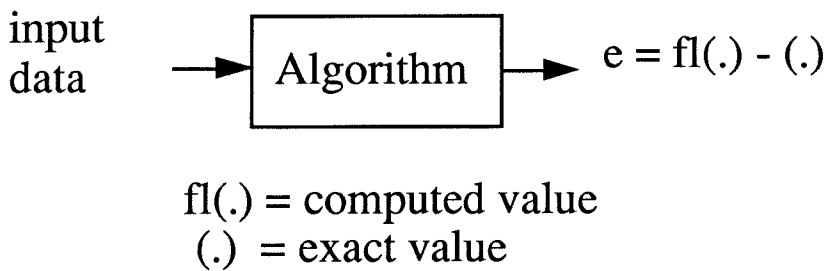 input
data
Algorithm
e = fl(.) - (.)
fl(.) = computed value
(.) = exact value